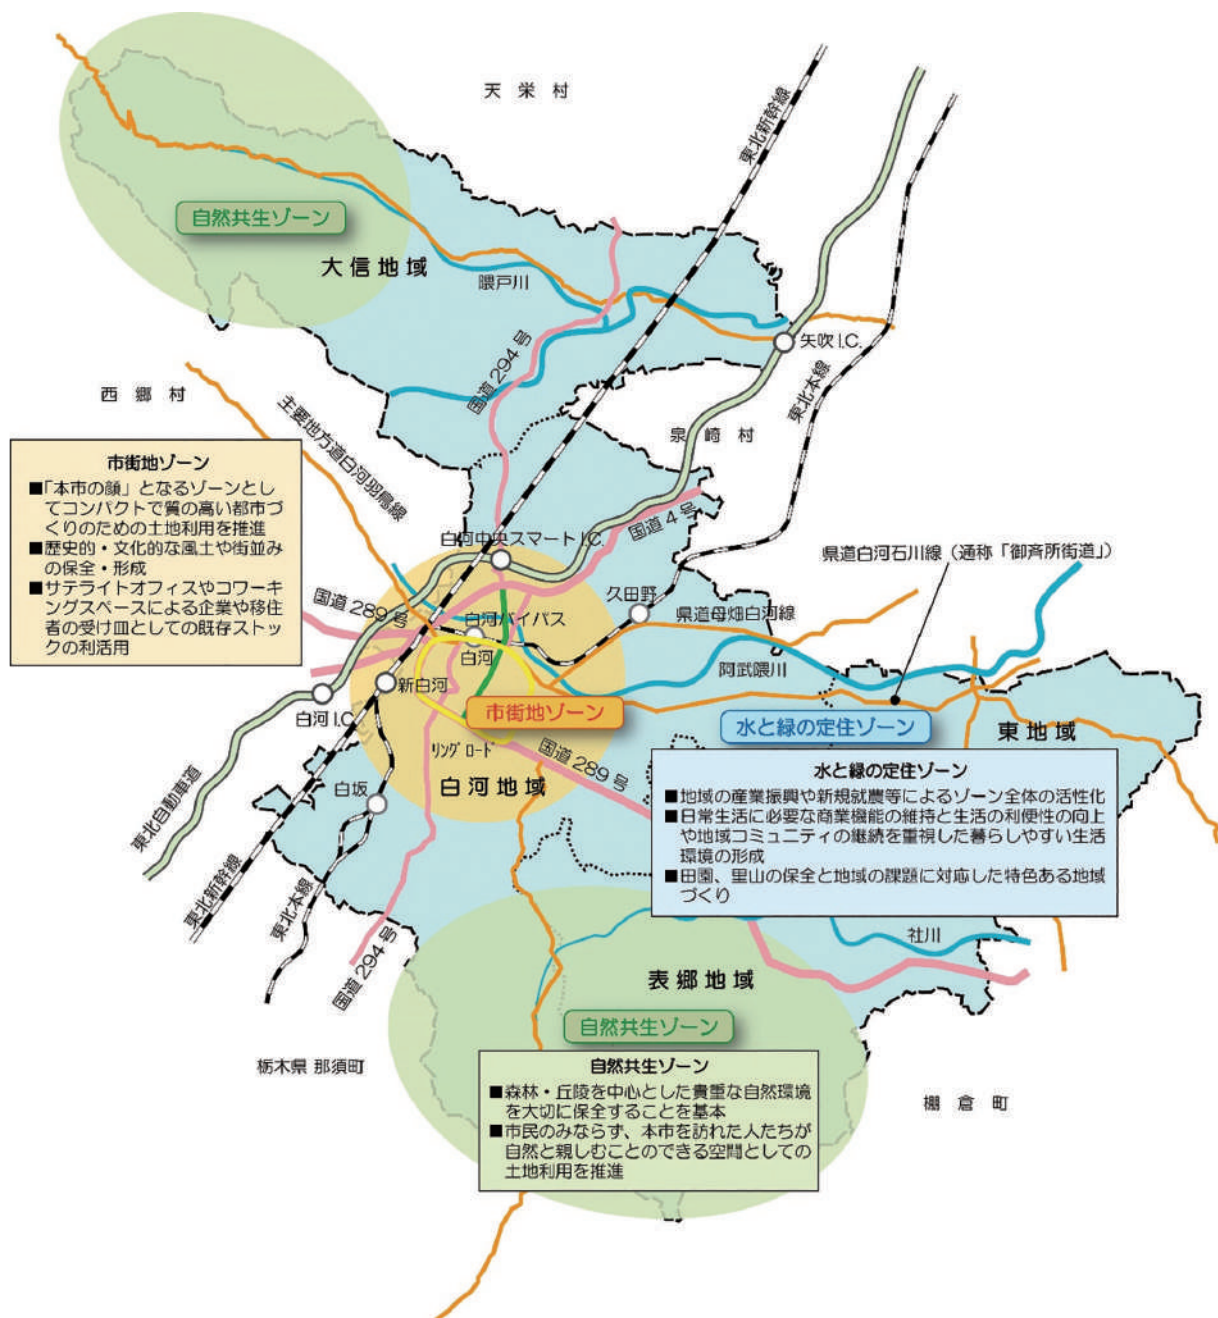 天栄村
東北新幹線
自然共生ゾーン
大信地域
隈戸川
矢吹I.C.
国道294号
東北本線
西郷村
主要地方道白河羽鳥線
泉崎村
市街地ゾーン
■「本市の顔」となるゾーンとし
てコンパクトで質の高い都市づ
くりのための土地利用を推進
■歴史的・文化的な風土や街並み
の保全・形成
■サテライトオフィスやコワーキ
ングスペースによる企業や移住
者の受け皿としての既存ストッ
クの利活用
国道4号
白河中央スマートI.C.
県道白河石川線（通称「御斉所街道」）
国道289号
久田野
白河バイパス
県道母畑白河線
白河
阿武隈川
新白河
白河I.C.
市街地ゾーン
水と緑の定住ゾーン
東地域
リングロード
国道289号
白河地域
白坂
東北自動車道
水と緑の定住ゾーン
■地域の産業振興や新規就農等によるゾーン全体の活性化
■日常生活に必要な商業機能の維持と生活の利便性の向上
や地域コミュニティの継続を重視した暮らしやすい生活
環境の形成
■田園、里山の保全と地域の課題に対応した特色ある地域
づくり
東北新幹線
東北本線
国道294号
社川
表郷地域
自然共生ゾーン
栃木県 那須町
自然共生ゾーン
■森林・丘陵を中心とした貴重な自然環境
を大切に保全することを基本
■市民のみならず、本市を訪れた人たちが
自然と親しむことのできる空間としての
土地利用を推進
棚倉町